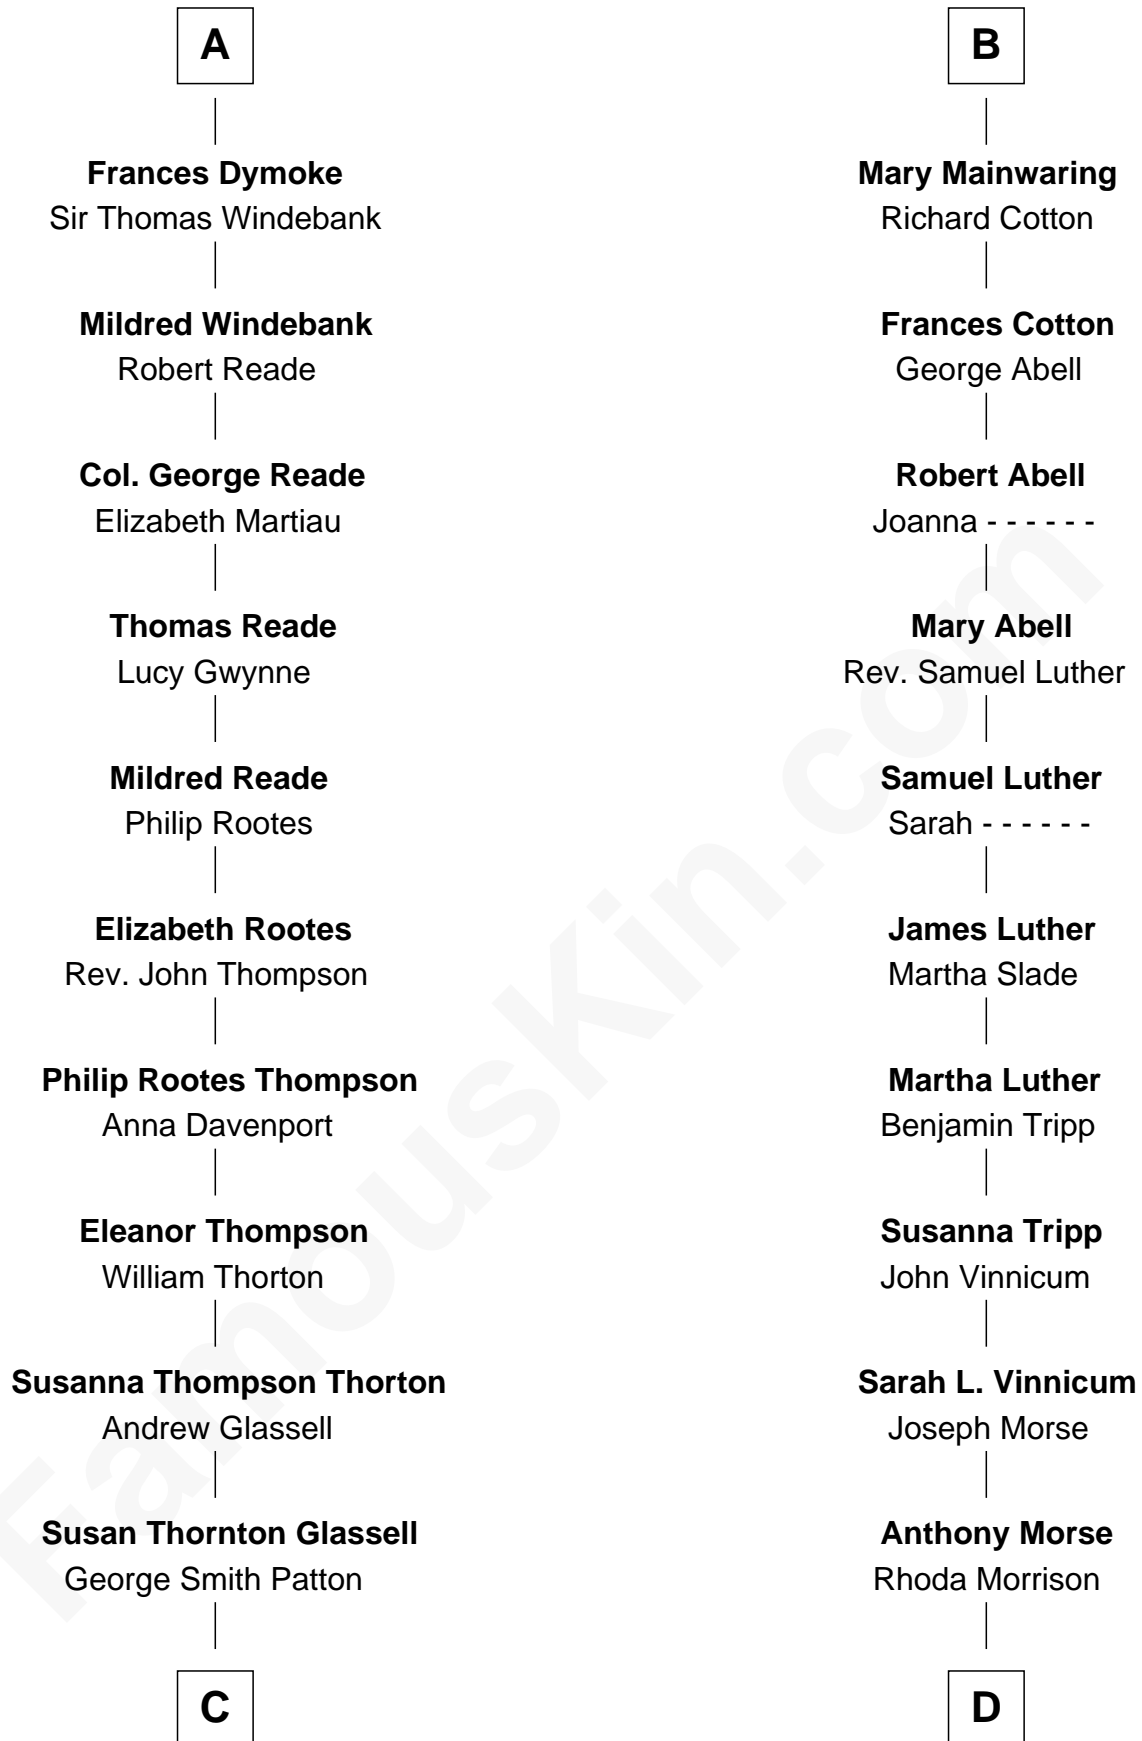 A
Frances Dymoke
Sir Thomas Windebank
Mildred Windebank
Robert Reade
Col. George Reade
Elizabeth Martiau
Thomas Reade
Lucy Gwynne
Mildred Reade
Philip Rootes
Elizabeth Rootes
Rev. John Thompson
Philip Rootes Thompson
Anna Davenport
Eleanor Thompson
William Thorton
Susanna Thompson Thorton
Andrew Glassell
Susan Thornton Glassell
George Smith Patton
C
B
Mary Mainwaring
Richard Cotton
Frances Cotton
George Abell
Robert Abell
Joanna - - - - - -
Mary Abell
Rev. Samuel Luther
Samuel Luther
Sarah - - - - - -
James Luther
Martha Slade
Martha Luther
Benjamin Tripp
Susanna Tripp
John Vinnicum
Sarah L. Vinnicum
Joseph Morse
Anthony Morse
Rhoda Morrison
D
FamousKin.com